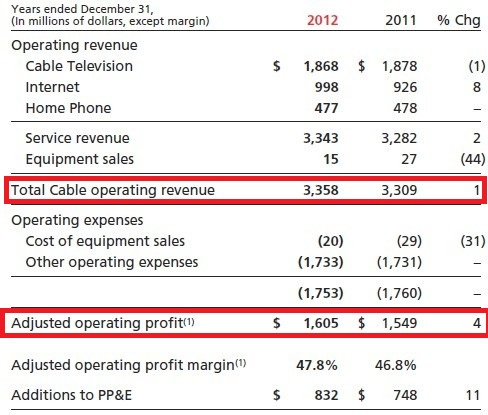 Years ended December 31,
(In millions of dollars, except margin) 2012 2011 % Chg
Operating revenue
Cable Television $ 1,868 $ 1,878 (1)
Internet 998 926 8
Home Phone 477 478 –
Service revenue 3,343 3,282 2
Equipment sales 15 27 (44)
Total Cable operating revenue 3,358 3,309 1
Operating expenses
Cost of equipment sales (20) (29) (31)
Other operating expenses (1,733) (1,731) –
(1,753) (1,760) –
Adjusted operating profit(1) $ 1,605 $ 1,549 4
Adjusted operating profit margin(1) 47.8% 46.8%
Additions to PP&E $ 832 $ 748 11